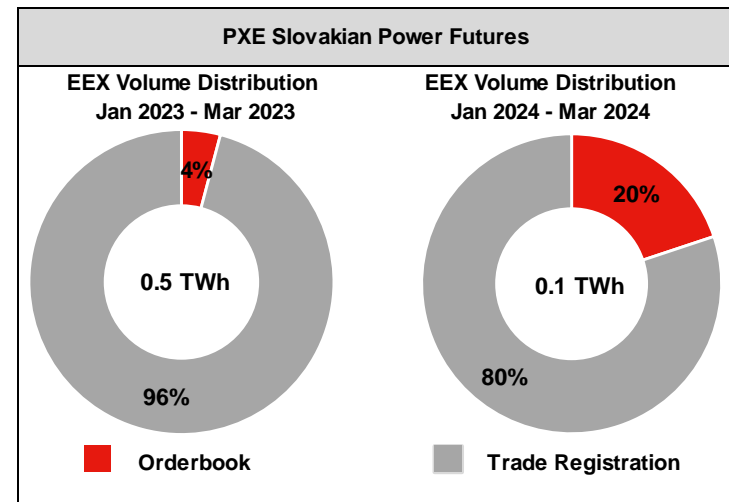 PXE Slovakian Power Futures
EEX Volume Distribution
Jan 2023 - Mar 2023
4%
0.5 TWh
96%
EEX Volume Distribution
Jan 2024 - Mar 2024
20%
0.1 TWh
80%
Orderbook
Trade Registration